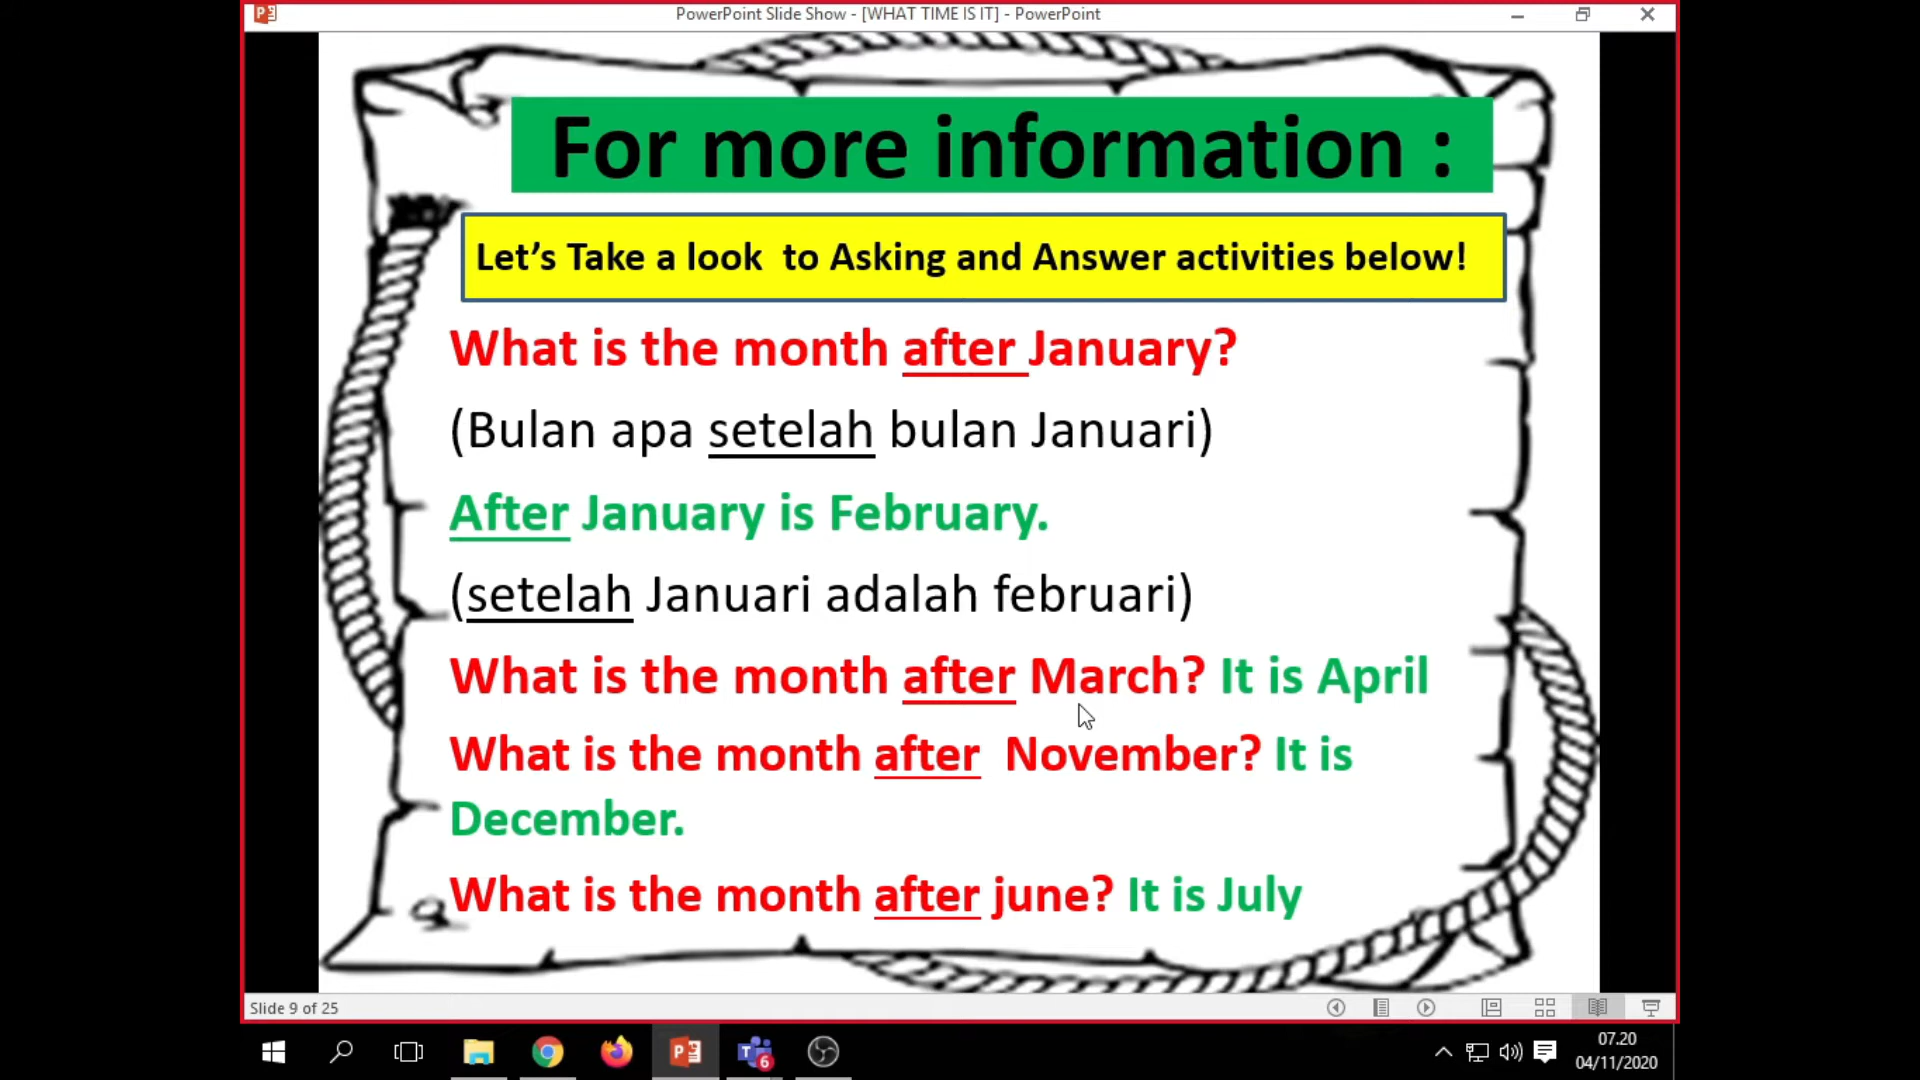 PowerPoint Slide Show - [WHAT TIME IS IT] - PowerPoint
For more information :
Let’s Take a look to Asking and Answer activities below!
What is the month after January?
(Bulan apa setelah bulan Januari)
After January is February.
(setelah Januari adalah februari)
What is the month after March? It is April
What is the month after November? It is
December.
What is the month after june? It is July
Slide 9 of 25
6
07.20
04/11/2020